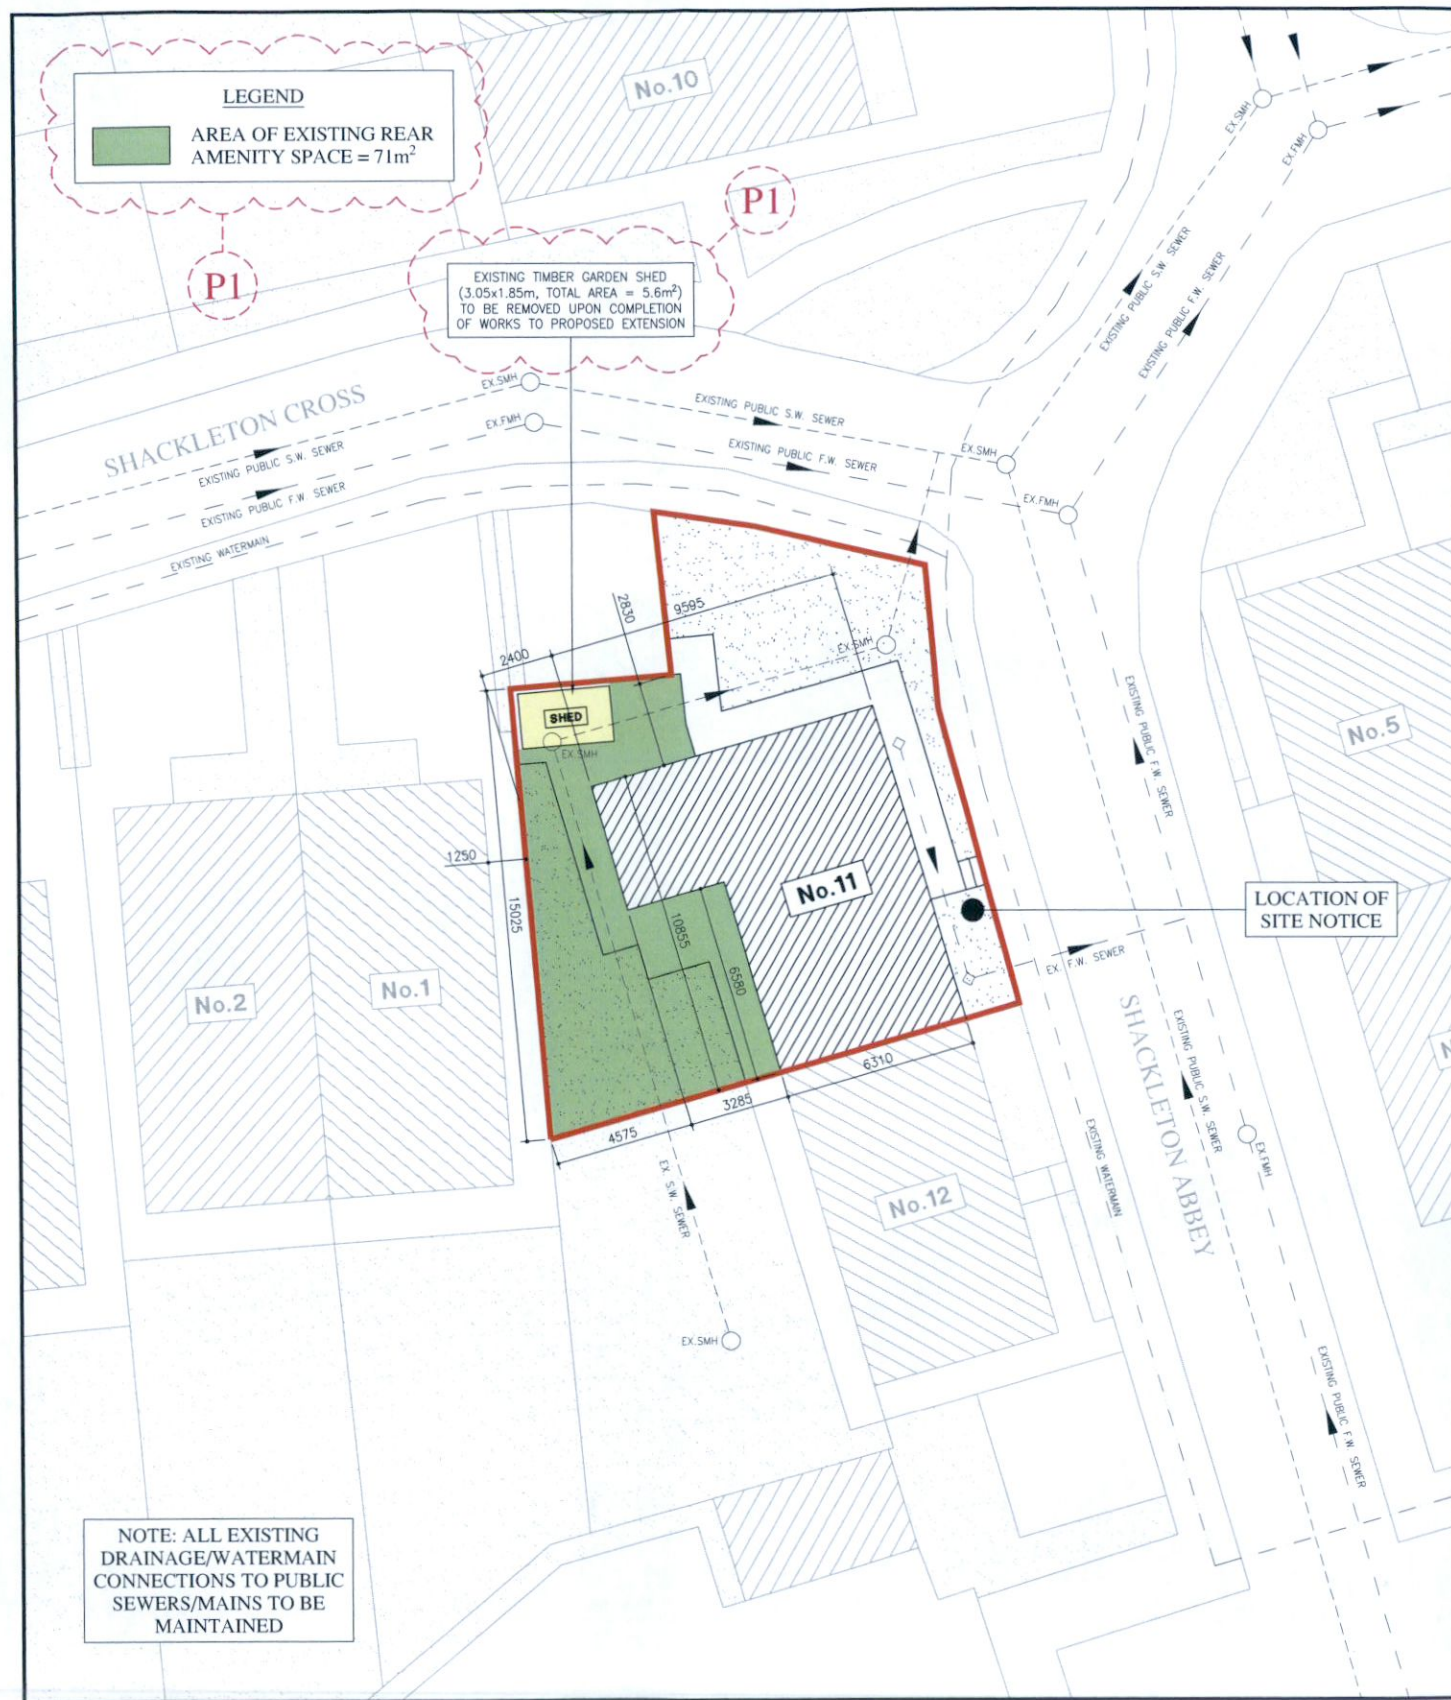 LEGEND
AREA OF EXISTING REAR
AMENITY SPACE = 71m²
P1
No.10
P1
EXISTING TIMBER GARDEN SHED
(3.05x1.85m, TOTAL AREA = 5.6m²)
TO BE REMOVED UPON COMPLETION
OF WORKS TO PROPOSED EXTENSION
EX.SMH
EX.FMH
EXISTING PUBLIC S.W. SEWER
EXISTING PUBLIC F.W. SEWER
SHACKLETON CROSS
EX.SMH
EX.FMH
EXISTING PUBLIC S.W. SEWER
EXISTING PUBLIC F.W. SEWER
EXISTING WATERMAIN
EXISTING PUBLIC S.W. SEWER
EXISTING PUBLIC F.W. SEWER
EX.SMH
EX.FMH
2830
9595
2400
EX.SMH
SHED
EX.SMH
1250
15025
No.11
10855
6580
6310
3285
4575
No.2
No.1
No.5
EXISTING PUBLIC F.W. SEWER
LOCATION OF
SITE NOTICE
EX. F.W. SEWER
SHACKLETON ABBEY
EXISTING PUBLIC S.W. SEWER
EXISTING WATERMAIN
EX.FMH
No.12
EX. S.W. SEWER
EX.SMH
EXISTING PUBLIC F.W. SEWER
NOTE: ALL EXISTING
DRAINAGE/WATERMAIN
CONNECTIONS TO PUBLIC
SEWERS/MAINS TO BE
MAINTAINED